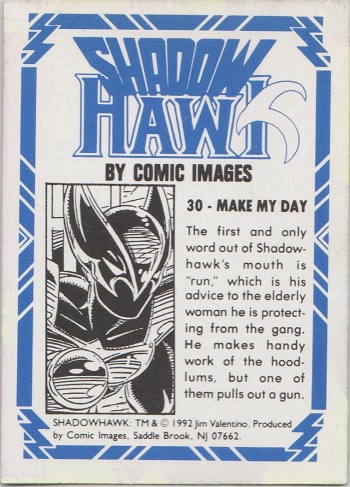 SHADOW
HAWK
BY COMIC IMAGES
30 - MAKE MY DAY
The first and only
word out of Shadow-
hawk's mouth is
"run," which is his
advice to the elderly
woman he is protect-
ing from the gang.
He makes handy
work of the hood-
lums, but one of
them pulls out a gun.
SHADOWHAWK: TM & © 1992 Jim Valentino. Produced
by Comic Images, Saddle Brook, NJ 07662.